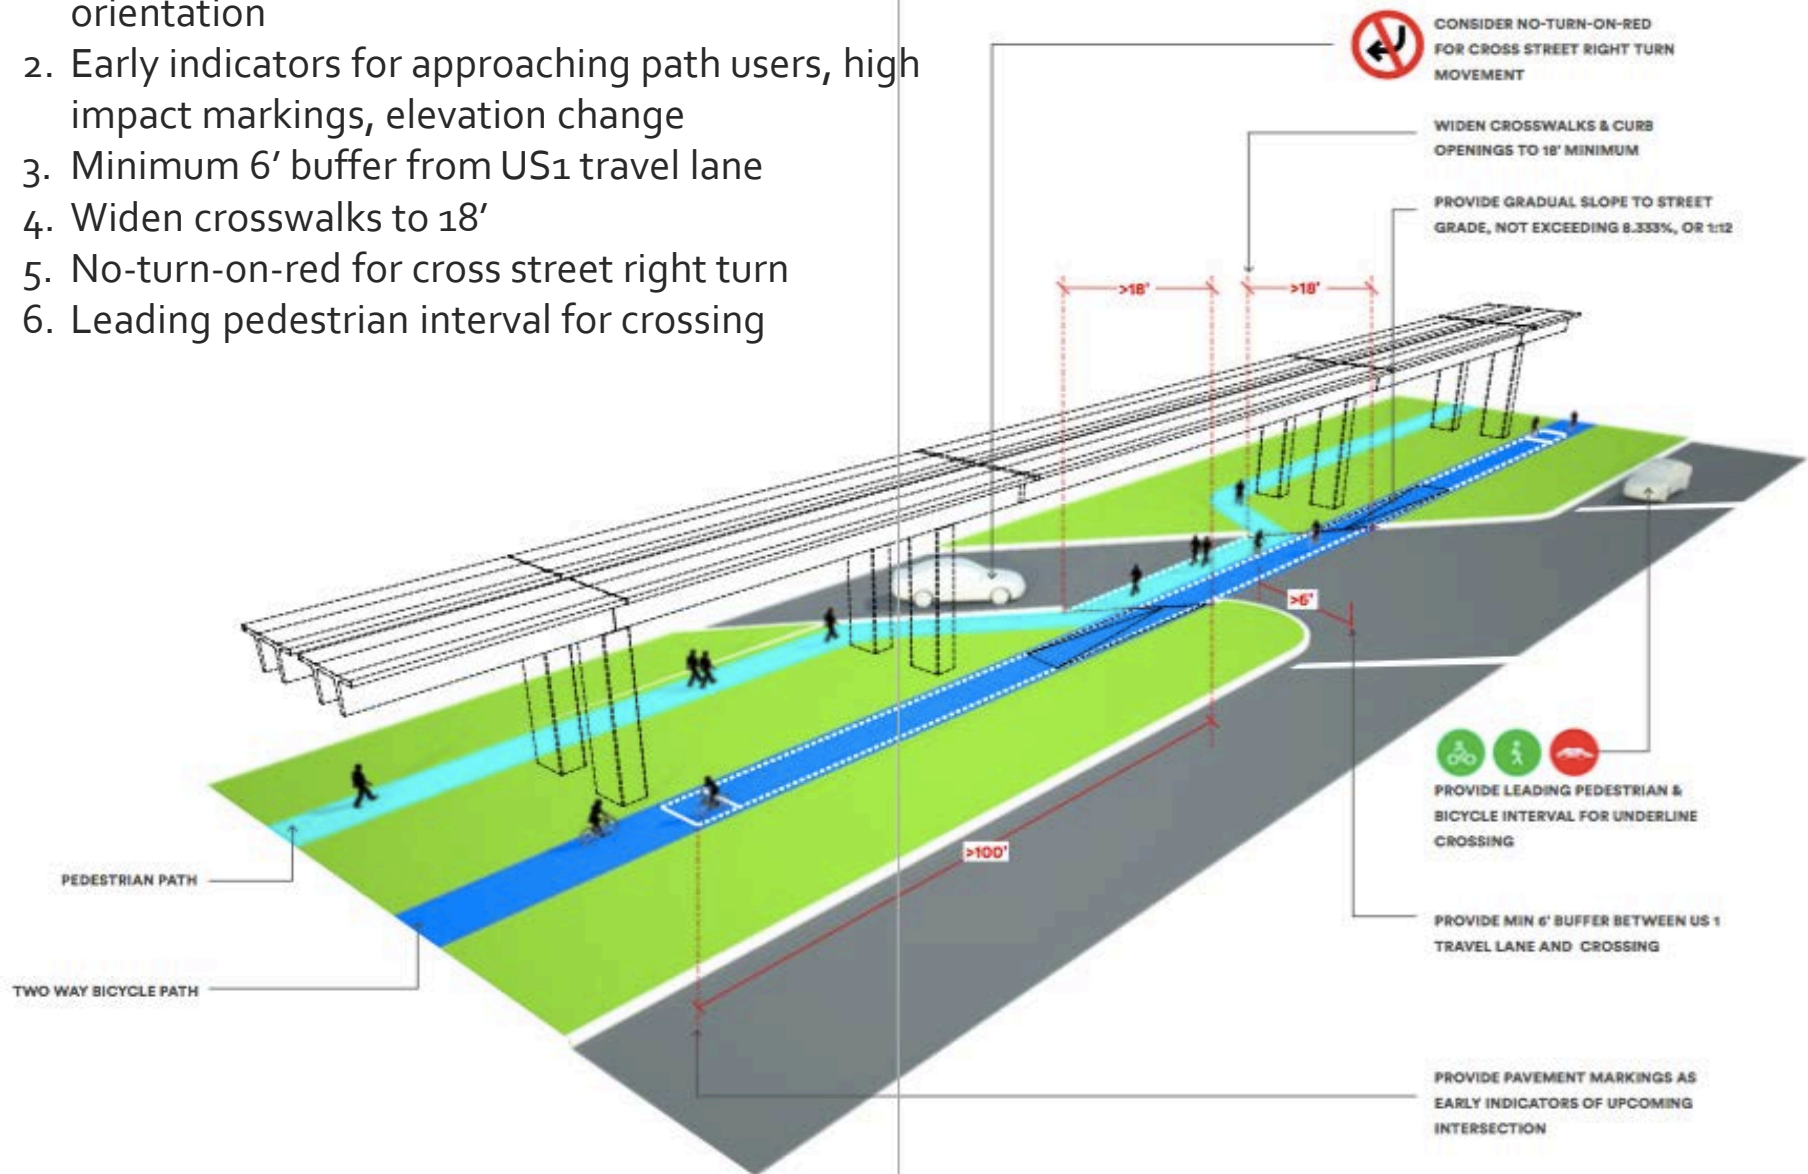 orientation
2. Early indicators for approaching path users, high
impact markings, elevation change
3. Minimum 6' buffer from US1 travel lane
4. Widen crosswalks to 18'
5. No-turn-on-red for cross street right turn
6. Leading pedestrian interval for crossing
CONSIDER NO-TURN-ON-RED
FOR CROSS STREET RIGHT TURN
MOVEMENT
WIDEN CROSSWALKS & CURB
OPENINGS TO 18' MINIMUM
PROVIDE GRADUAL SLOPE TO STREET
GRADE, NOT EXCEEDING 8.333%, OR 1:12
>18'
>18'
>6'
>100'
PROVIDE LEADING PEDESTRIAN &
BICYCLE INTERVAL FOR UNDERLINE
CROSSING
PEDESTRIAN PATH
PROVIDE MIN 6' BUFFER BETWEEN US 1
TRAVEL LANE AND CROSSING
TWO WAY BICYCLE PATH
PROVIDE PAVEMENT MARKINGS AS
EARLY INDICATORS OF UPCOMING
INTERSECTION